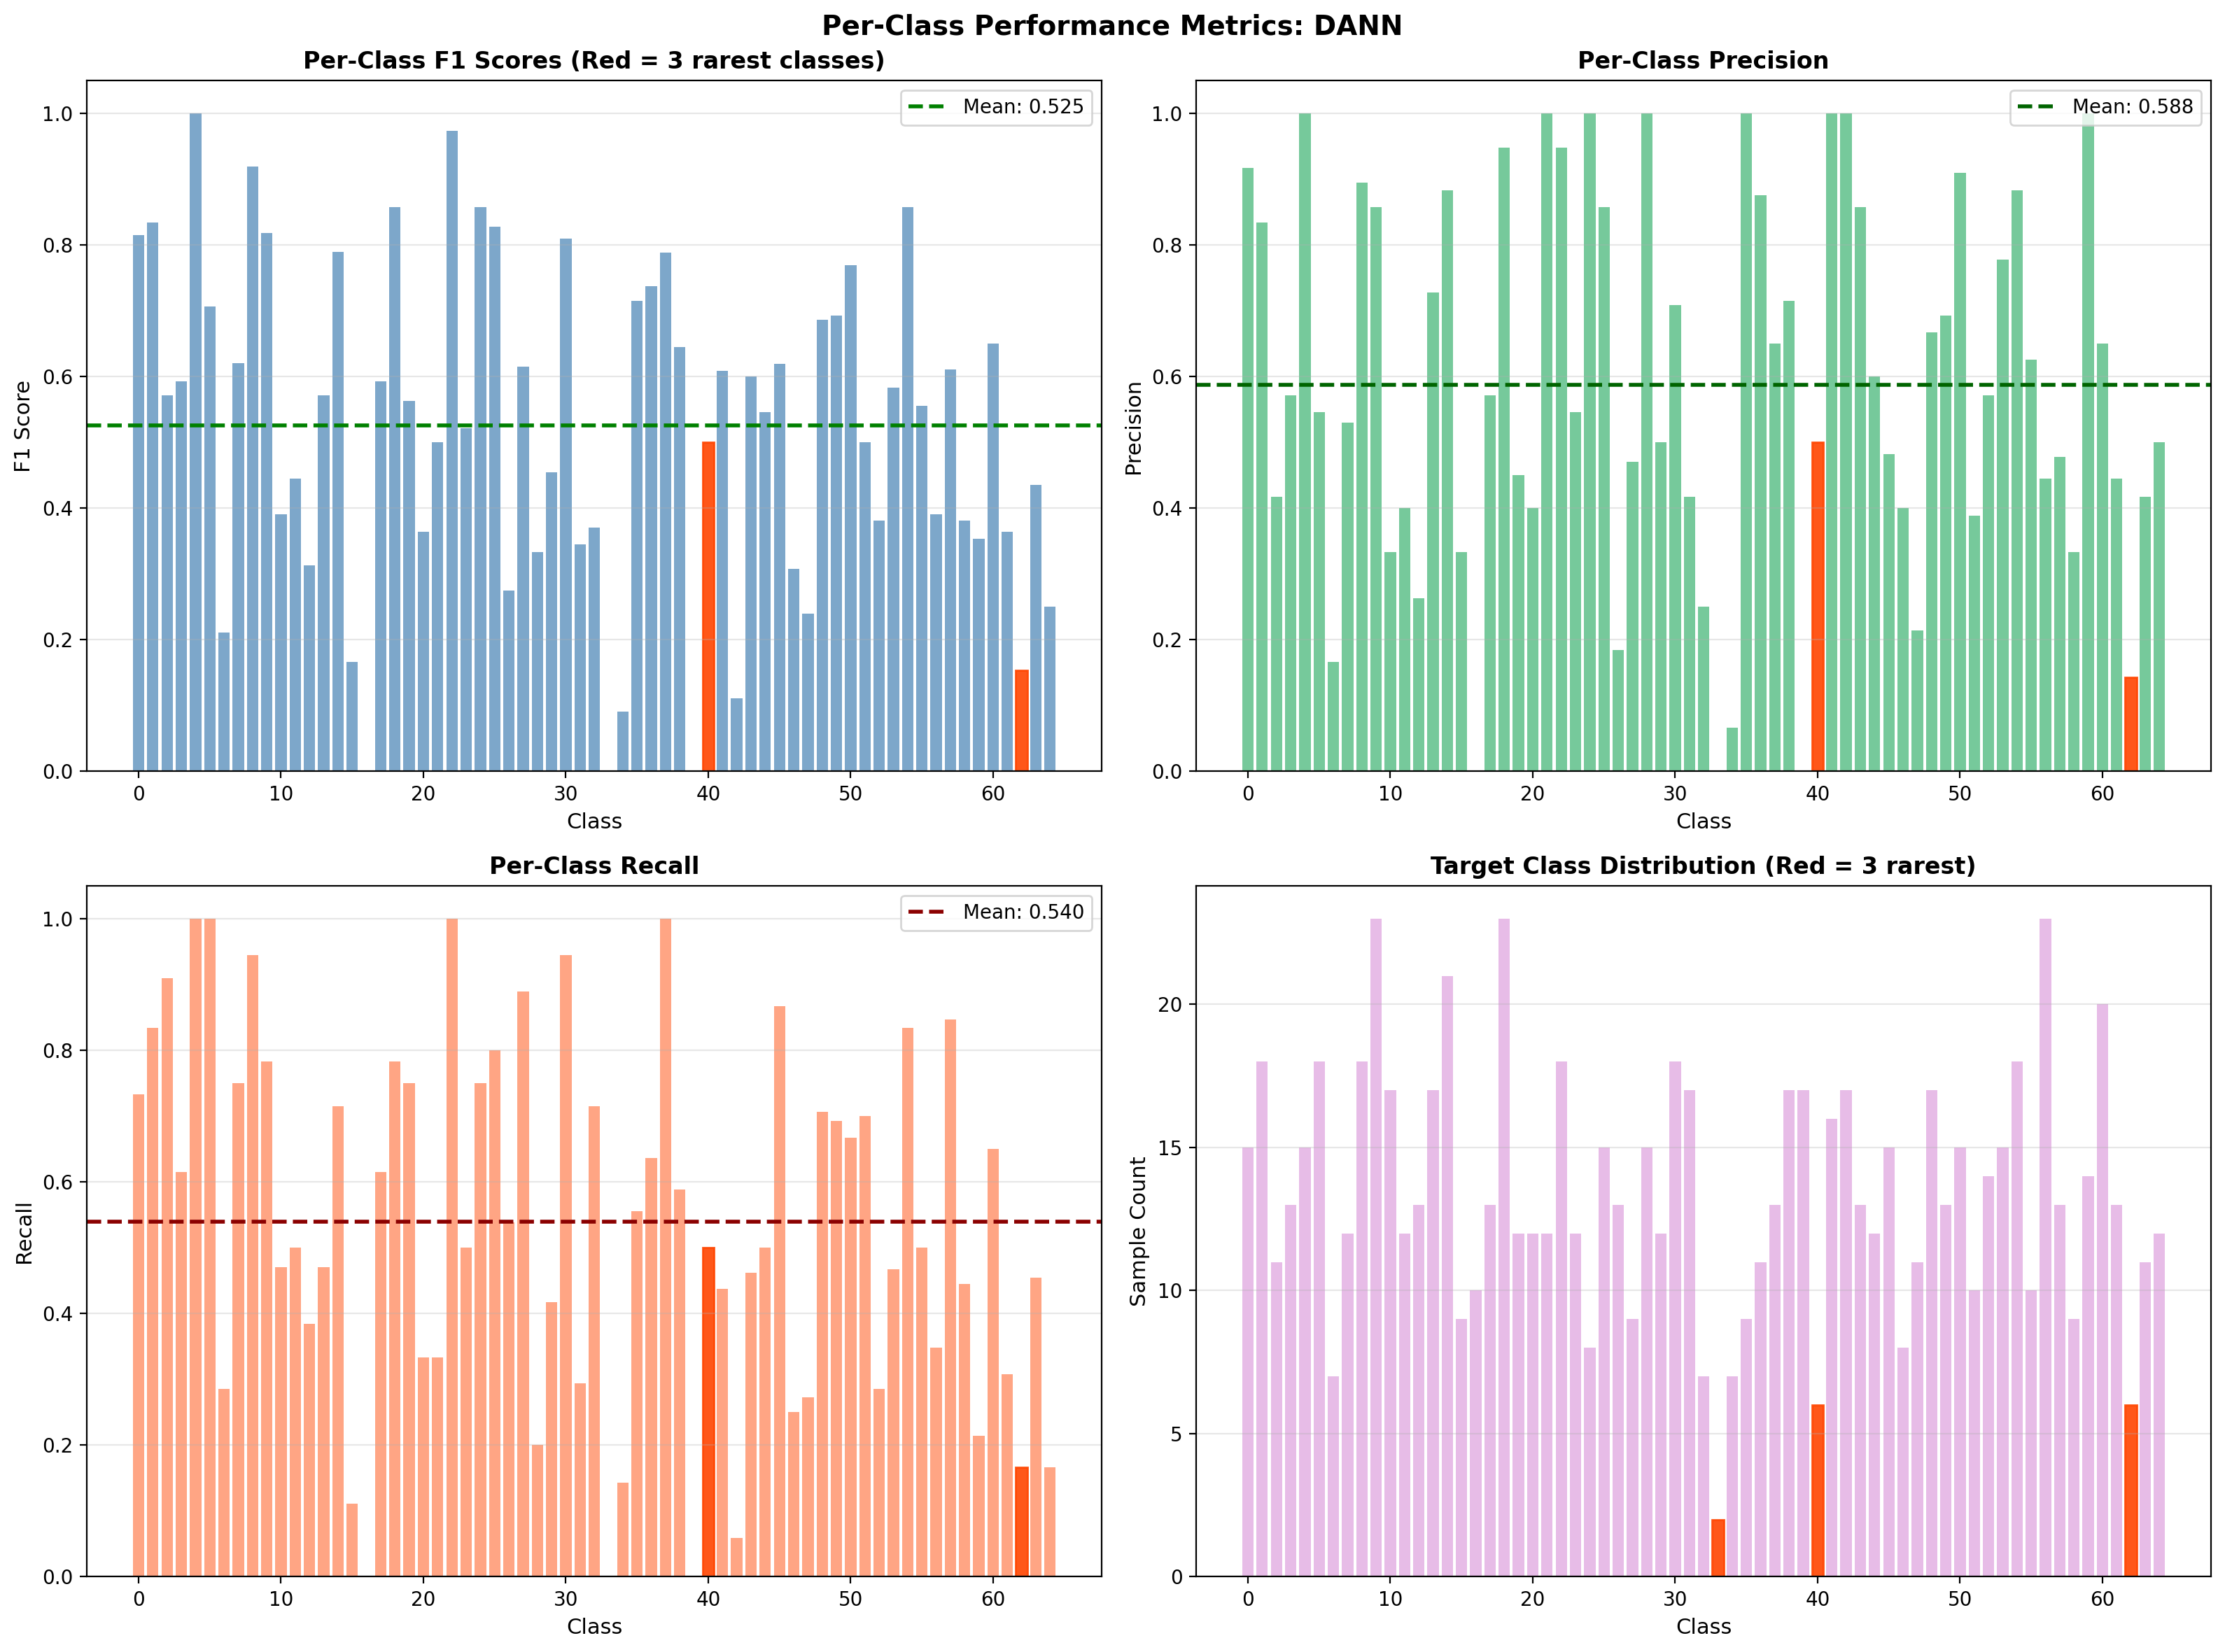 Per-Class Performance Metrics: DANN
Per-Class F1 Scores (Red = 3 rarest classes)
Mean: 0.525
1.0
0.8
0.6
0.4
0.2
0.0
F1 Score
0 10 20 30 40 50 60
Class
Per-Class Precision
Mean: 0.588
1.0
0.8
0.6
0.4
0.2
0.0
Precision
0 10 20 30 40 50 60
Class
Per-Class Recall
Mean: 0.540
1.0
0.8
0.6
0.4
0.2
0.0
Recall
0 10 20 30 40 50 60
Class
Target Class Distribution (Red = 3 rarest)
20
15
10
5
0
Sample Count
0 10 20 30 40 50 60
Class